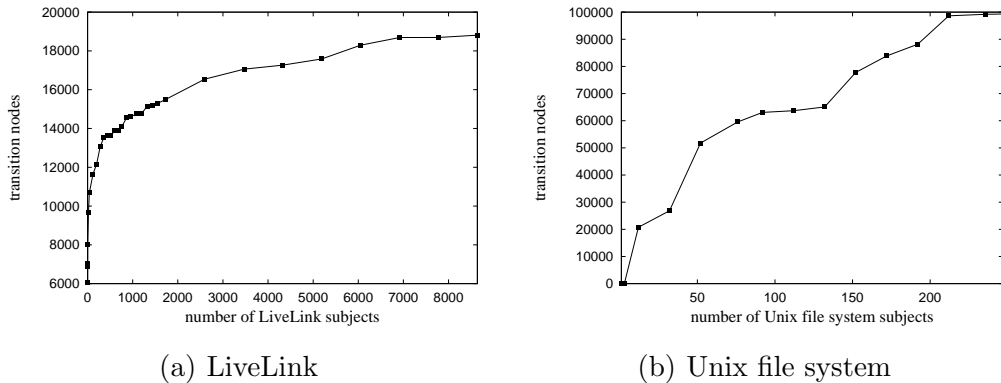 20000
18000
16000
14000
12000
10000
8000
6000
transition nodes
0 1000 2000 3000 4000 5000 6000 7000 8000
number of LiveLink subjects
(a) LiveLink
100000
90000
80000
70000
60000
50000
40000
30000
20000
10000
0
transition nodes
50 100 150 200
number of Unix file system subjects
(b) Unix file system